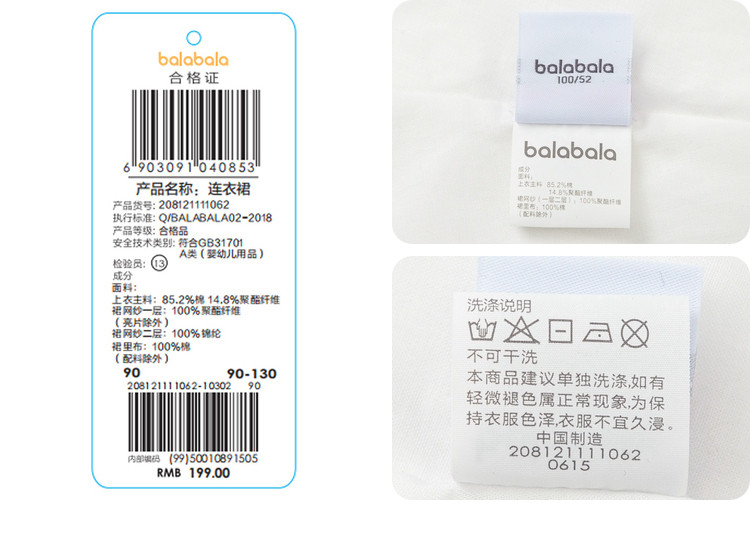 balabala
合格证
6 903091 040853
产品名称：连衣裙
产品货号: 208121111062
执行标准: Q/BALABALA02-2018
产品等级: 合格品
安全技术类别: 符合GB31701
A类（婴幼儿用品）
检验员: 13
成分
面料:
上衣主料: 85.2%棉 14.8%聚酯纤维
裙网纱一层: 100%聚酯纤维
（亮片除外）
裙网纱二层: 100%锦纶
裙里布: 100%棉
（配料除外）
90 90-130
208121111062-10302 90
内部编码 (99)50010891505
RMB 199.00
balabala
100/52
balabala
成分
面料:
上衣主料 85.2%棉
14.8%聚酯纤维
裙网纱（一层二层），100%聚酯纤维
裙里布，100%棉
（配料除外）
洗涤说明
不可干洗
本商品建议单独洗涤,如有
轻微褪色属正常现象,为保
持衣服色泽,衣服不宜久浸。
中国制造
208121111062
0615